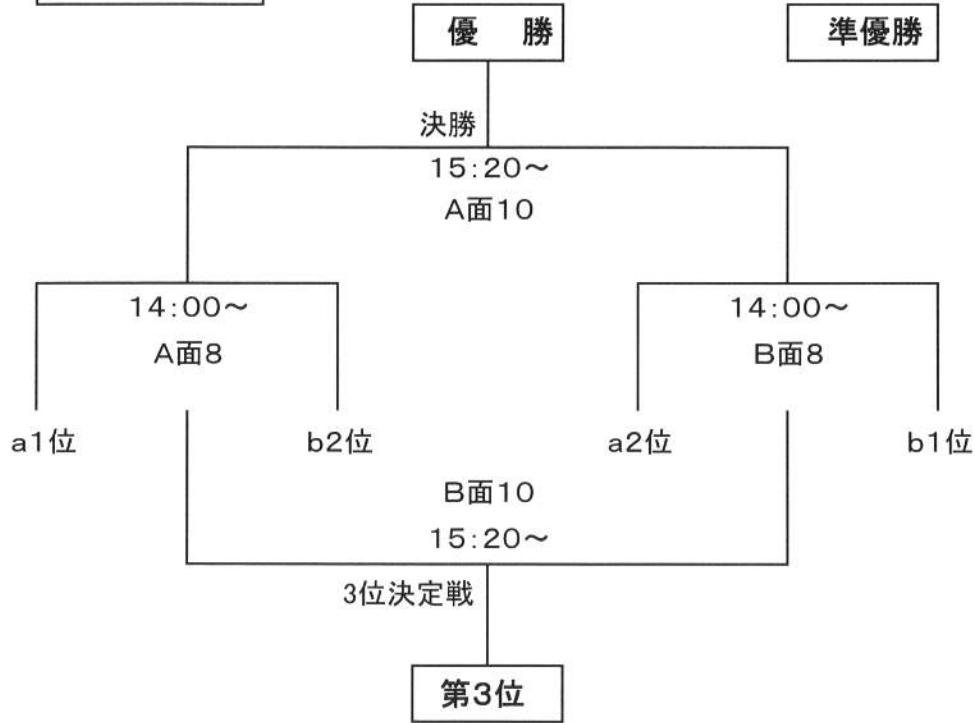 優　勝
準優勝
決勝
15:20～
A面10
14:00～
A面8
14:00～
B面8
a1位
b2位
a2位
b1位
B面10
15:20～
3位決定戦
第3位